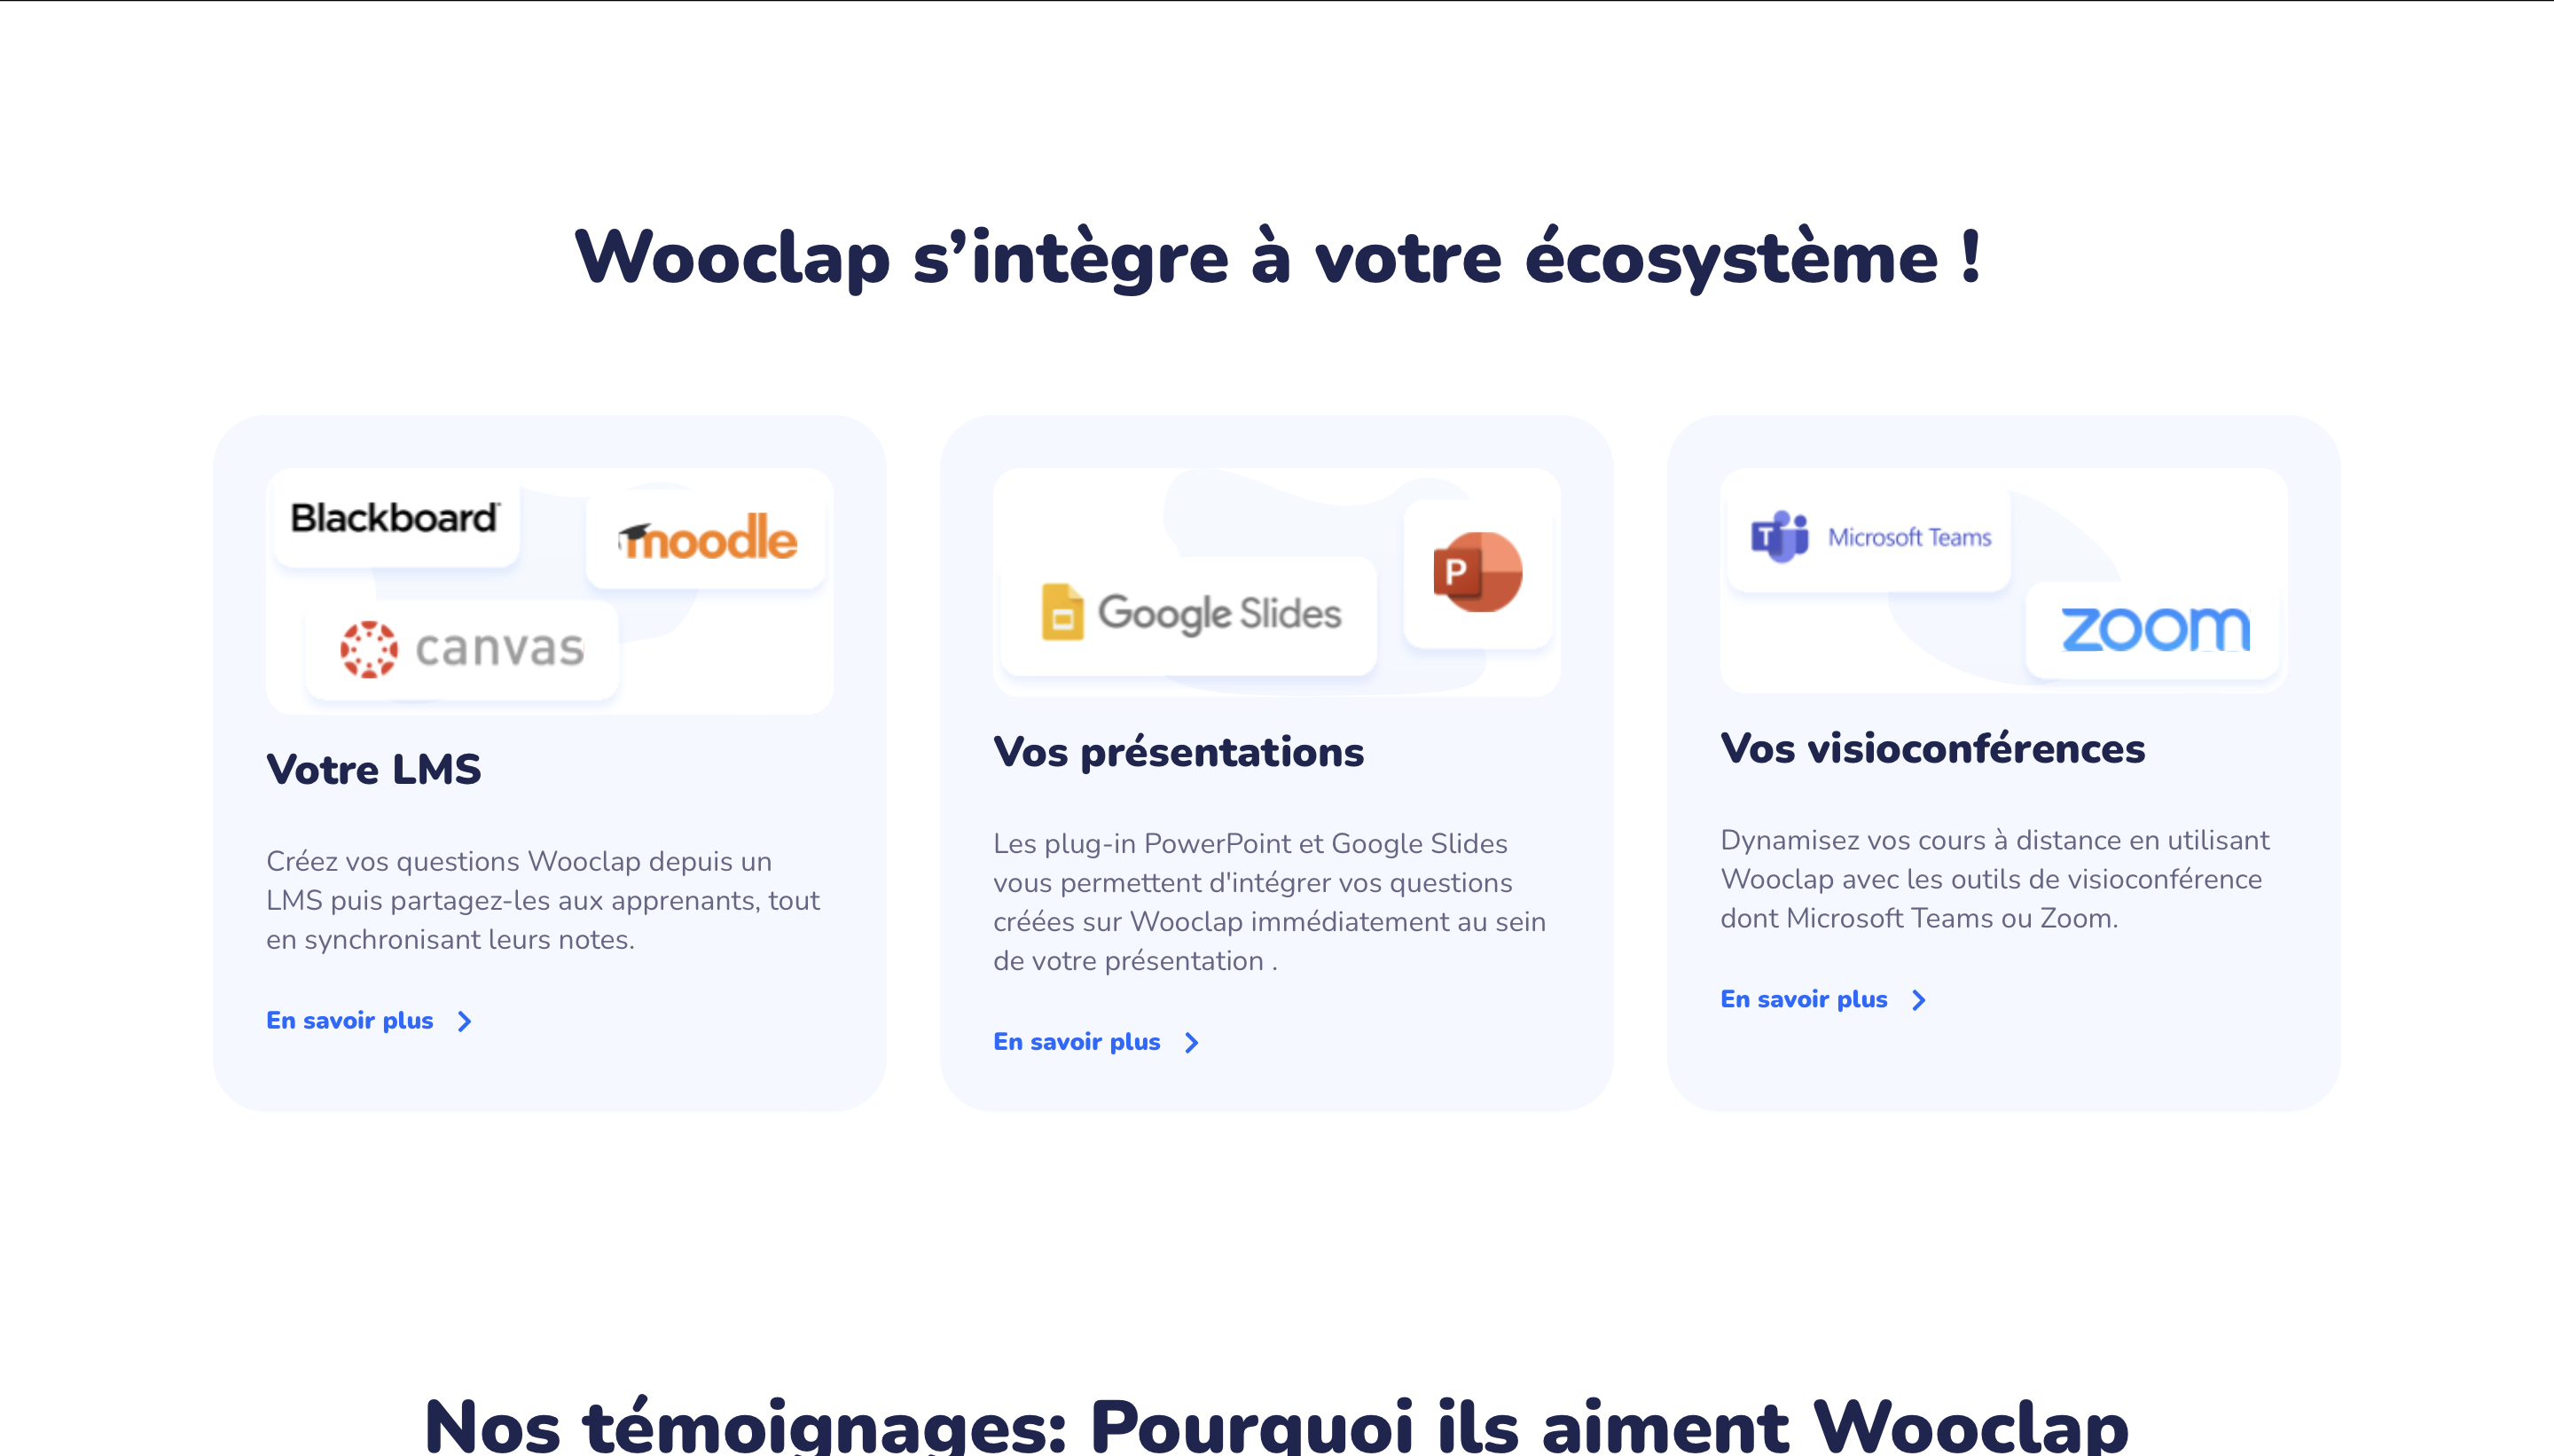 Wooclap s’intègre à votre écosystème !
Blackboard
moodle
canvas
Votre LMS
Créez vos questions Wooclap depuis un
LMS puis partagez-les aux apprenants, tout
en synchronisant leurs notes.
En savoir plus
Google Slides
P
Vos présentations
Les plug-in PowerPoint et Google Slides
vous permettent d'intégrer vos questions
créées sur Wooclap immédiatement au sein
de votre présentation .
En savoir plus
T
Microsoft Teams
zoom
Vos visioconférences
Dynamisez vos cours à distance en utilisant
Wooclap avec les outils de visioconférence
dont Microsoft Teams ou Zoom.
En savoir plus
Nos témoignages: Pourquoi ils aiment Wooclap